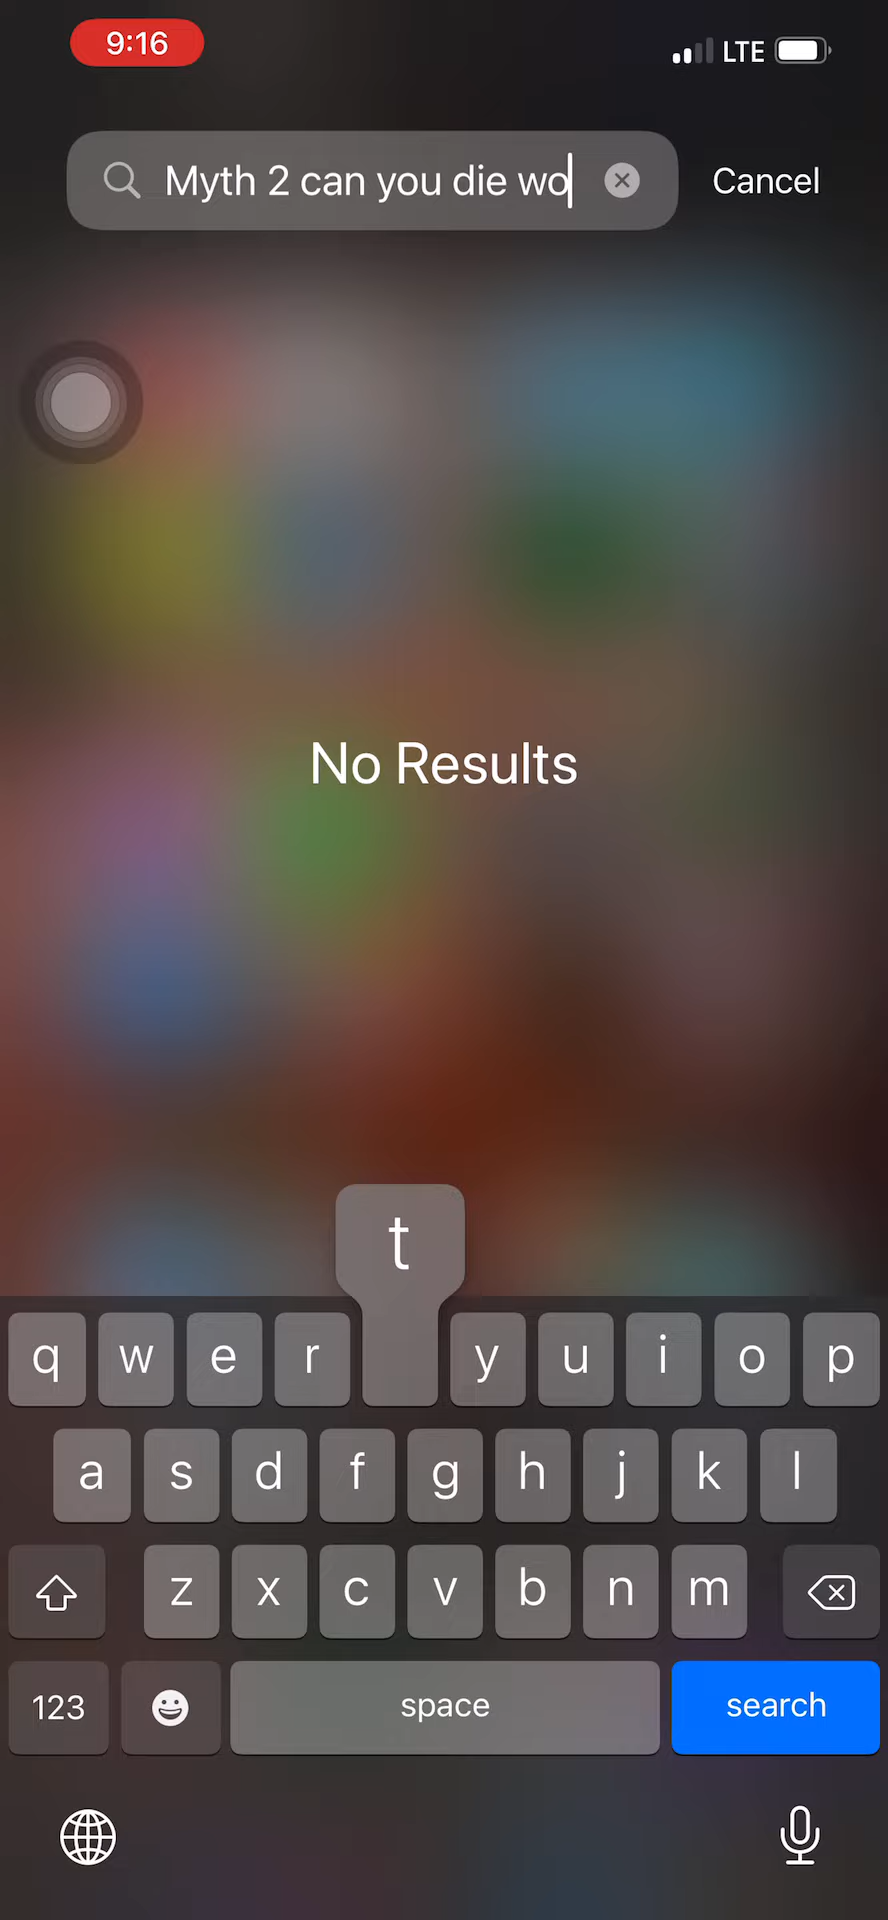 9:16
LTE
Myth 2 can you die wo
Cancel
No Results
t
q w e r y u i o p
a s d f g h j k l
z x c v b n m
123 space search